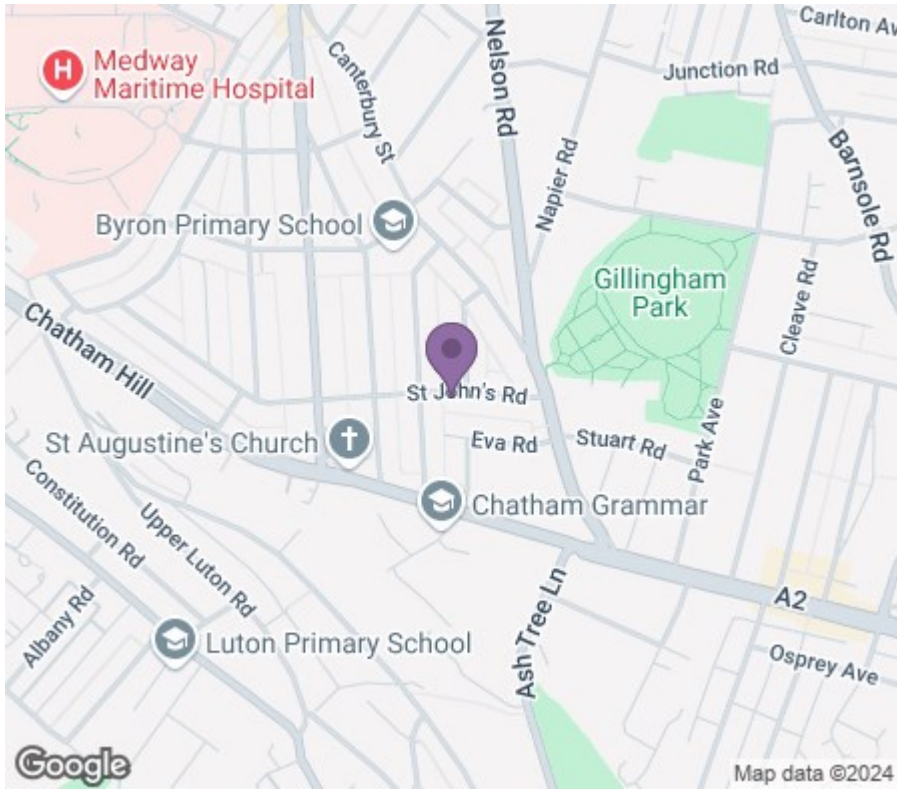 Carlton Av
Junction Rd
Nelson Rd
Canterbury St
H
Medway
Maritime Hospital
Napier Rd
Barnsole Rd
Byron Primary School
Gillingham
Park
Cleave Rd
Chatham Hill
St John's Rd
St Augustine's Church
Eva Rd
Stuart Rd
Park Ave
Chatham Grammar
Constitution Rd
Upper Luton Rd
Albany Rd
Ash Tree Ln
A2
Luton Primary School
Osprey Ave
Google
Map data ©2024